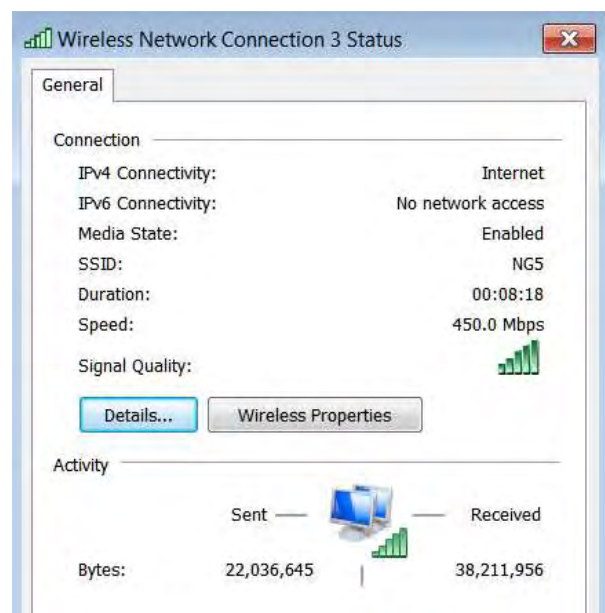 Wireless Network Connection 3 Status
General
Connection
IPv4 Connectivity: Internet
IPv6 Connectivity: No network access
Media State: Enabled
SSID: NG5
Duration: 00:08:18
Speed: 450.0 Mbps
Signal Quality:
Details... Wireless Properties
Activity
Sent Received
Bytes: 22,036,645 38,211,956